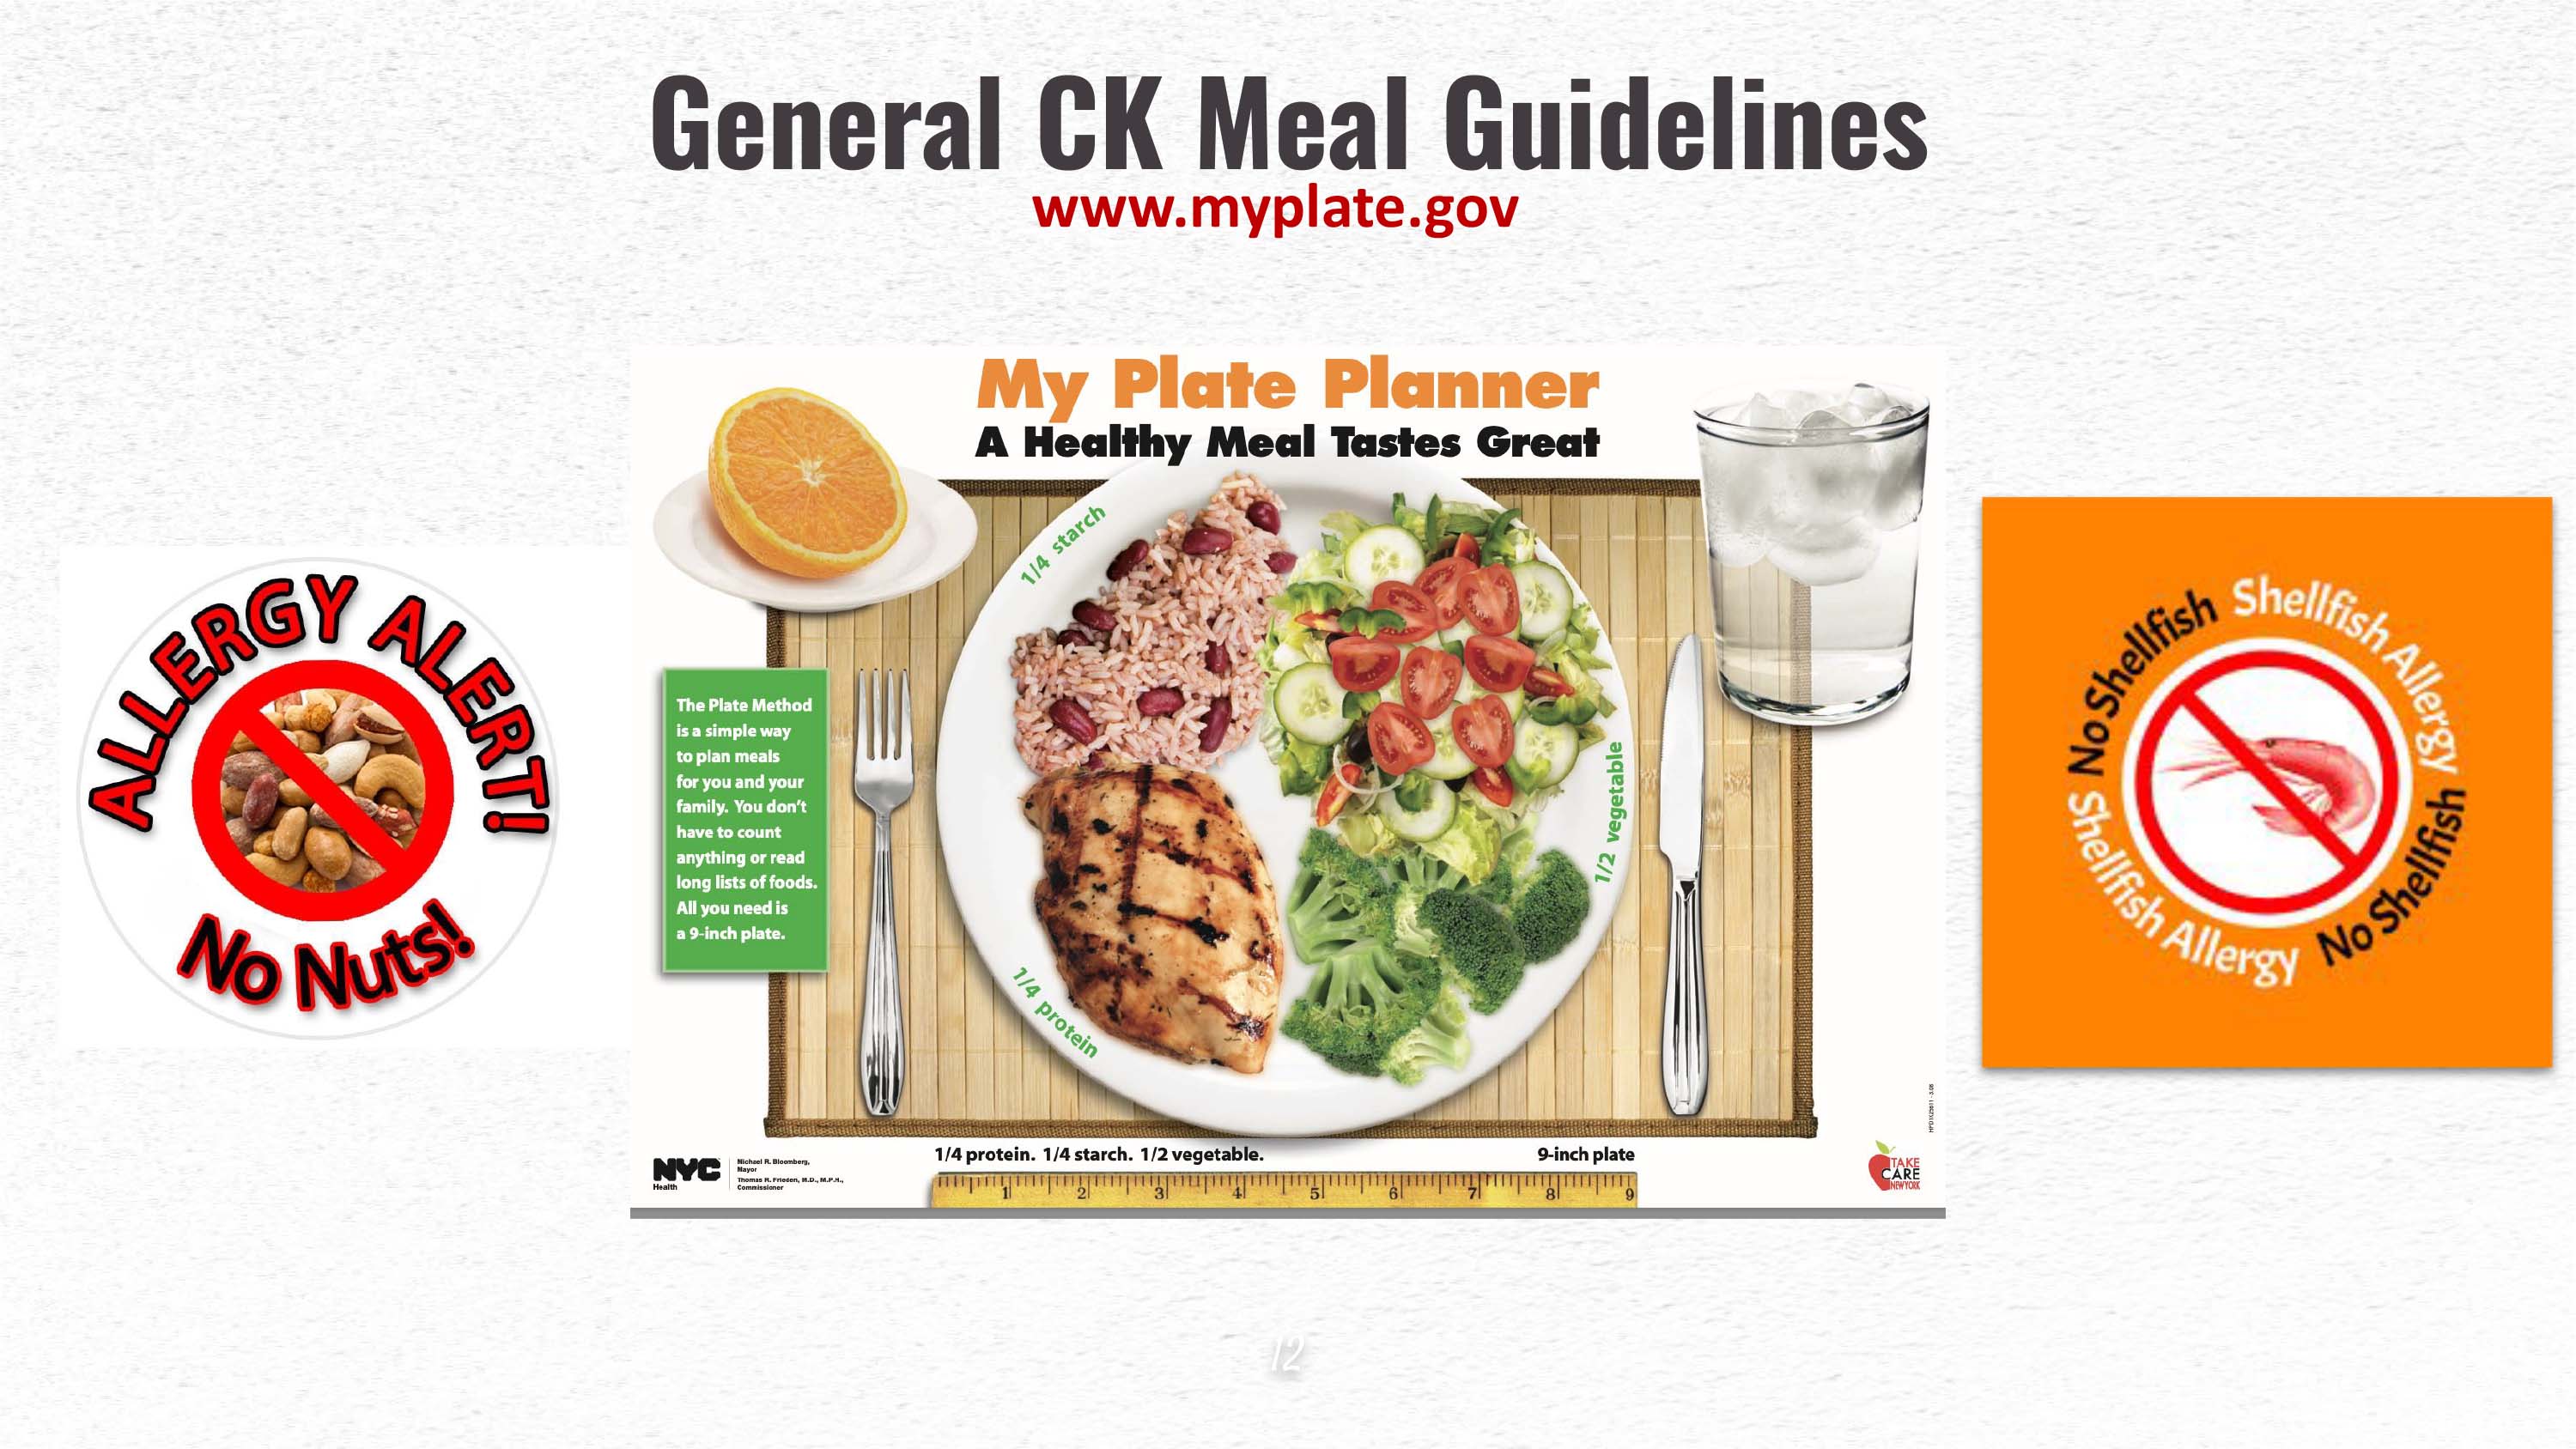 General CK Meal Guidelines
www.myplate.gov
ALLERGY ALERT!
No Nuts!
My Plate Planner
A Healthy Meal Tastes Great
1/4 starch
1/2 vegetable
1/4 protein
The Plate Method
is a simple way
to plan meals
for you and your
family. You don't
have to count
anything or read
long lists of foods.
All you need is
a 9-inch plate.
1/4 protein. 1/4 starch. 1/2 vegetable.
9-inch plate
NYC
Health
Michael R. Bloomberg,
Mayor
Thomas R. Frieden, M.D., M.P.H.,
Commissioner
1 2 3 4 5 6 7 8 9
TAKE
CARE
NEW YORK
No Shellfish
Shellfish Allergy
No Shellfish
Shellfish Allergy
12